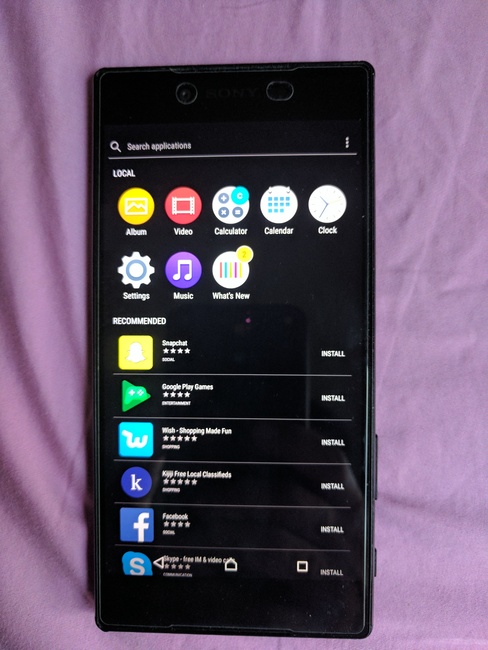 SONY
Search applications
LOCAL
C
Album Video Calculator Calendar Clock
2
Settings Music What's New
RECOMMENDED
Snapchat
SOCIAL
INSTALL
Google Play Games
ENTERTAINMENT
INSTALL
w
Wish - Shopping Made Fun
SHOPPING
INSTALL
k
Kijiji Free Local Classifieds
SHOPPING
INSTALL
f
Facebook
SOCIAL
INSTALL
S
Skype - free IM & video calls
COMMUNICATION
INSTALL